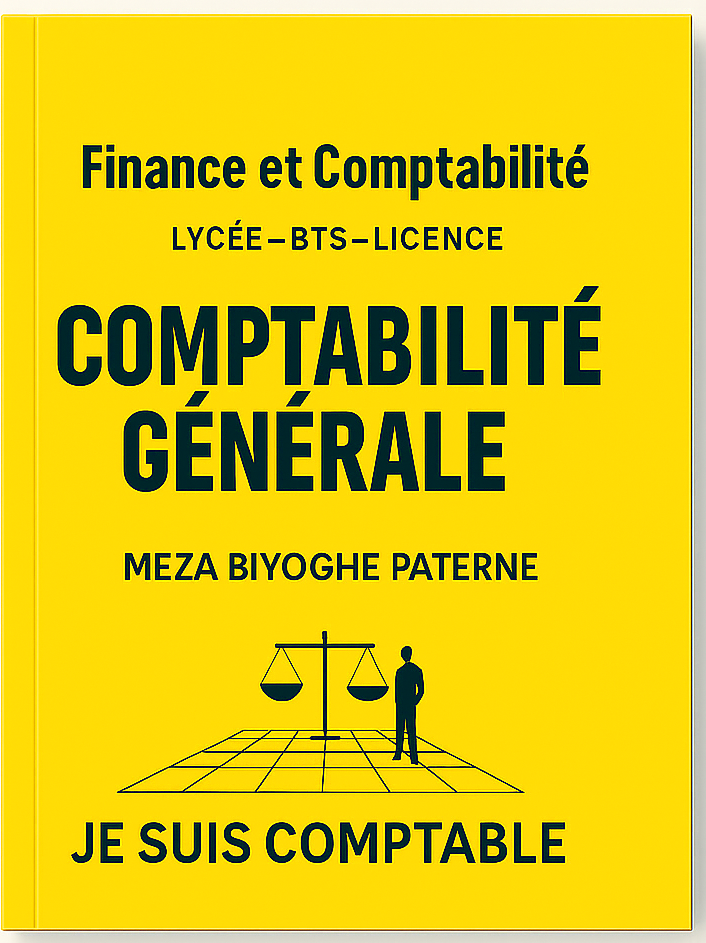 Finance et Comptabilité
LYCÉE–BTS–LICENCE
COMPTABILITÉ
GÉNÉRALE
MEZA BIYOGHE PATERNE
JE SUIS COMPTABLE